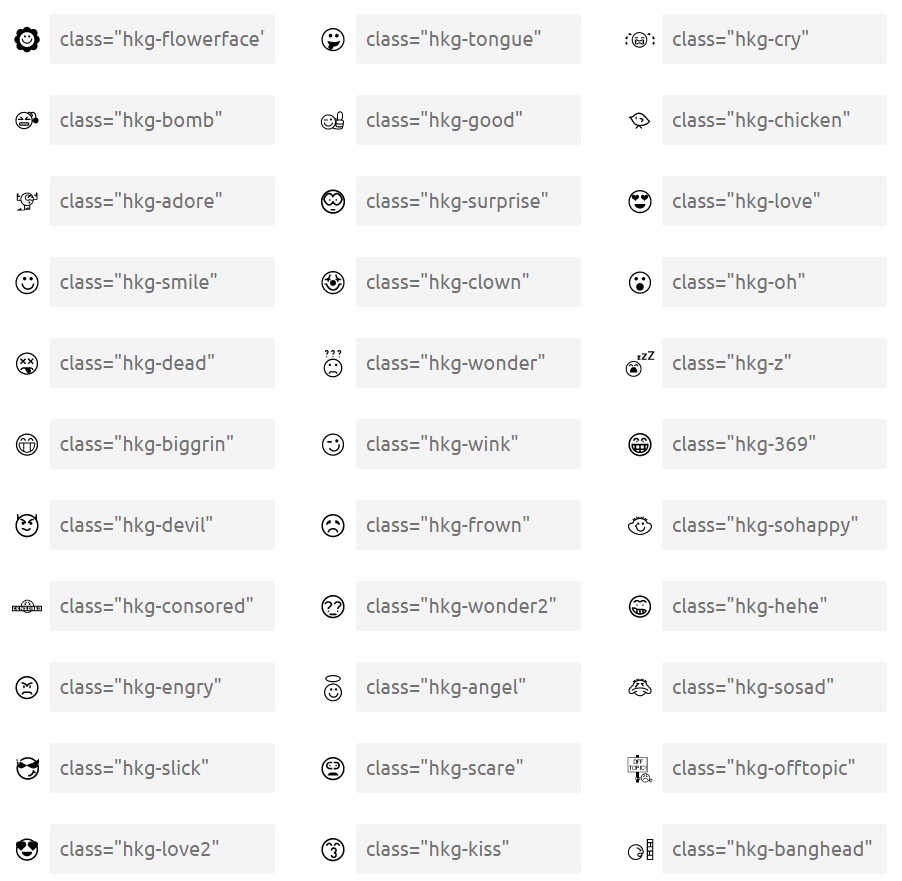 class="hkg-flowerface'
class="hkg-tongue"
class="hkg-cry"
class="hkg-bomb"
class="hkg-good"
class="hkg-chicken"
class="hkg-adore"
class="hkg-surprise"
class="hkg-love"
class="hkg-smile"
class="hkg-clown"
class="hkg-oh"
class="hkg-dead"
???
class="hkg-wonder"
zZZ
class="hkg-z"
class="hkg-biggrin"
class="hkg-wink"
class="hkg-369"
class="hkg-devil"
class="hkg-frown"
class="hkg-sohappy"
class="hkg-consored"
??
class="hkg-wonder2"
class="hkg-hehe"
class="hkg-engry"
class="hkg-angel"
class="hkg-sosad"
class="hkg-slick"
class="hkg-scare"
OFF
TOPIC!
class="hkg-offtopic"
class="hkg-love2"
class="hkg-kiss"
class="hkg-banghead"